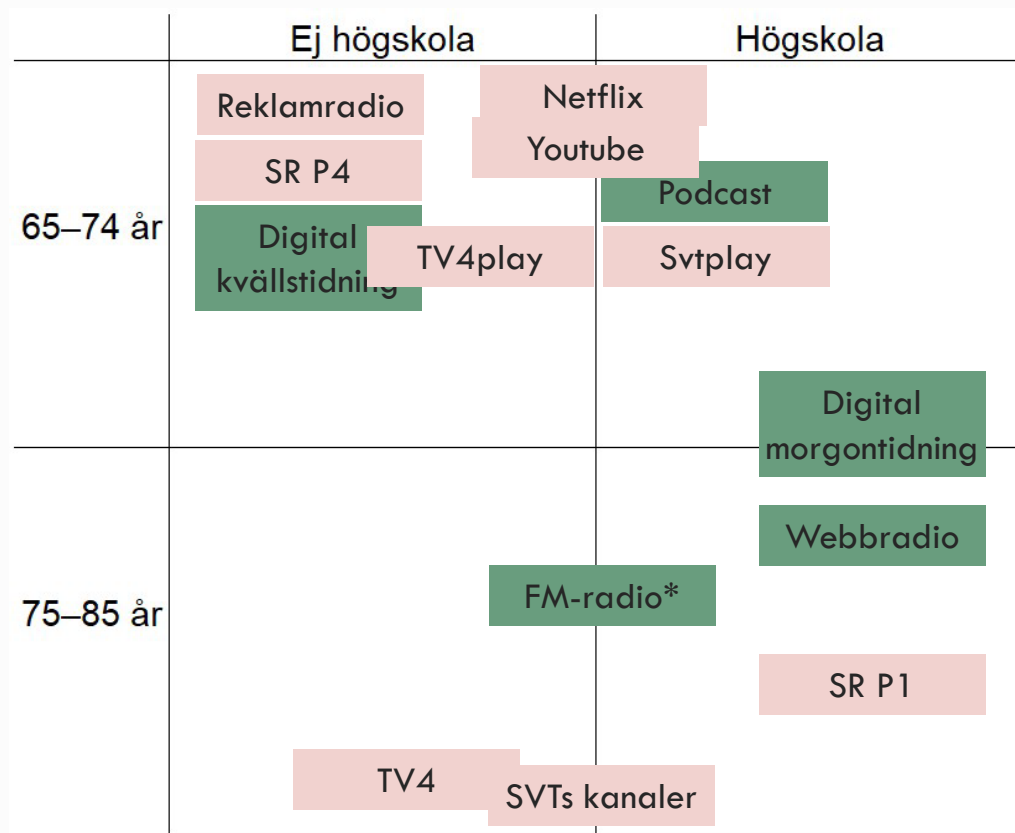 Ej högskola
Högskola
Reklamradio
Netflix
Youtube
SR P4
Podcast
65–74 år
Digital
kvällstidning
TV4play
Svtplay
Digital
morgontidning
Webbradio
FM-radio*
75–85 år
SR P1
TV4
SVTs kanaler